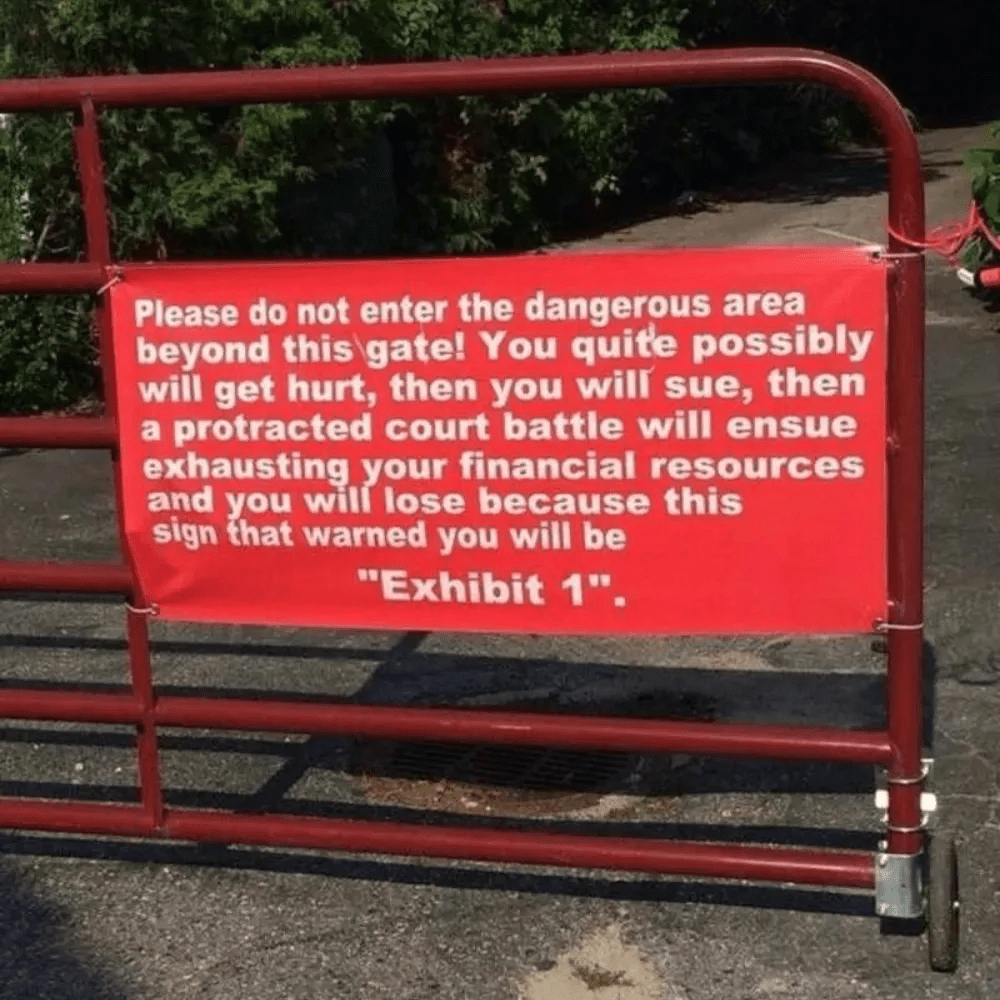 Please do not enter the dangerous area
beyond this gate! You quite possibly
will get hurt, then you will sue, then
a protracted court battle will ensue
exhausting your financial resources
and you will lose because this
sign that warned you will be
"Exhibit 1".